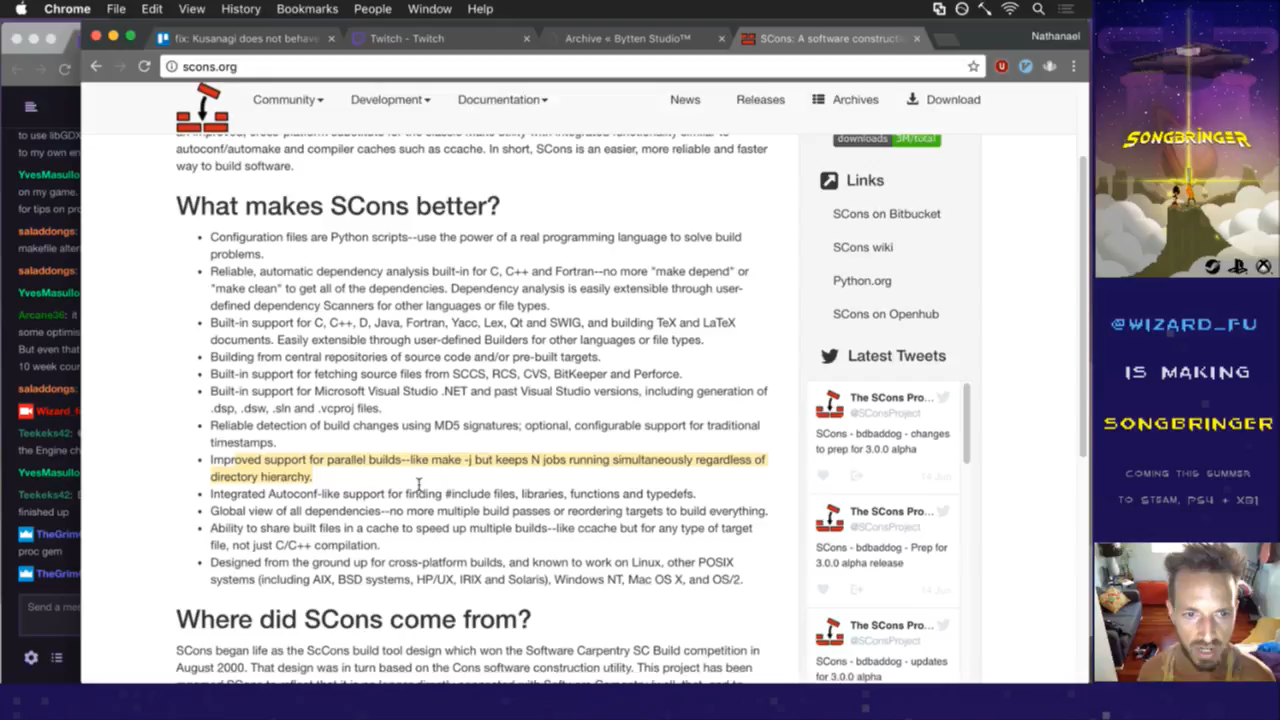 Chrome File Edit View History Bookmarks People Window Help
fix: Kusanagi does not behave
Twitch - Twitch
Archive « Bytten Studio™
SCons: A software constructi
Nathanael
scons.org
Community
Development
Documentation
News
Releases
Archives
Download
an improved, cross-platform substitute for the classic Make utility with integrated functionality similar to
autoconf/automake and compiler caches such as ccache. In short, SCons is an easier, more reliable and faster
way to build software.
What makes SCons better?
Configuration files are Python scripts--use the power of a real programming language to solve build
problems.
Reliable, automatic dependency analysis built-in for C, C++ and Fortran--no more "make depend" or
"make clean" to get all of the dependencies. Dependency analysis is easily extensible through user-
defined dependency Scanners for other languages or file types.
Built-in support for C, C++, D, Java, Fortran, Yacc, Lex, Qt and SWIG, and building TeX and LaTeX
documents. Easily extensible through user-defined Builders for other languages or file types.
Building from central repositories of source code and/or pre-built targets.
Built-in support for fetching source files from SCCS, RCS, CVS, BitKeeper and Perforce.
Built-in support for Microsoft Visual Studio .NET and past Visual Studio versions, including generation of
.dsp, .dsw, .sln and .vcproj files.
Reliable detection of build changes using MD5 signatures; optional, configurable support for traditional
timestamps.
Improved support for parallel builds--like make -j but keeps N jobs running simultaneously regardless of
directory hierarchy.
Integrated Autoconf-like support for finding #include files, libraries, functions and typedefs.
Global view of all dependencies--no more multiple build passes or reordering targets to build everything.
Ability to share built files in a cache to speed up multiple builds--like ccache but for any type of target
file, not just C/C++ compilation.
Designed from the ground up for cross-platform builds, and known to work on Linux, other POSIX
systems (including AIX, BSD systems, HP/UX, IRIX and Solaris), Windows NT, Mac OS X, and OS/2.
Where did SCons come from?
SCons began life as the ScCons build tool design which won the Software Carpentry SC Build competition in
August 2000. That design was in turn based on the Cons software construction utility. This project has been
downloads 3M/total
Links
SCons on Bitbucket
SCons wiki
Python.org
SCons on Openhub
Latest Tweets
The SCons Pro...
@SConsProject
SCons - bdbaddog - changes
to prep for 3.0.0 alpha
14 Jun
The SCons Pro...
@SConsProject
SCons - bdbaddog - Prep for
3.0.0 alpha release
14 Jun
The SCons Pro...
@SConsProject
SCons - bdbaddog - updates
for 3.0.0 alpha
to use libGDX
to my own en
YvesMasullo
on my game.
for tips on pro
saladdongs:
makefile alter
saladdongs:
YvesMasullo
Arcane36: it
some optimis
But even that
10 week cour
saladdongs:
Wizard_f
Teekeks42:
the Engine ch
YvesMasullo
Teekeks42:
finished up
TheGrim
proc gem
TheGrim
Send a me
SONGBRINGER
@WIZARD_FU
IS MAKING
SONGBRINGER
COMING THIS SUMMER
TO STEAM, PS4 + XB1